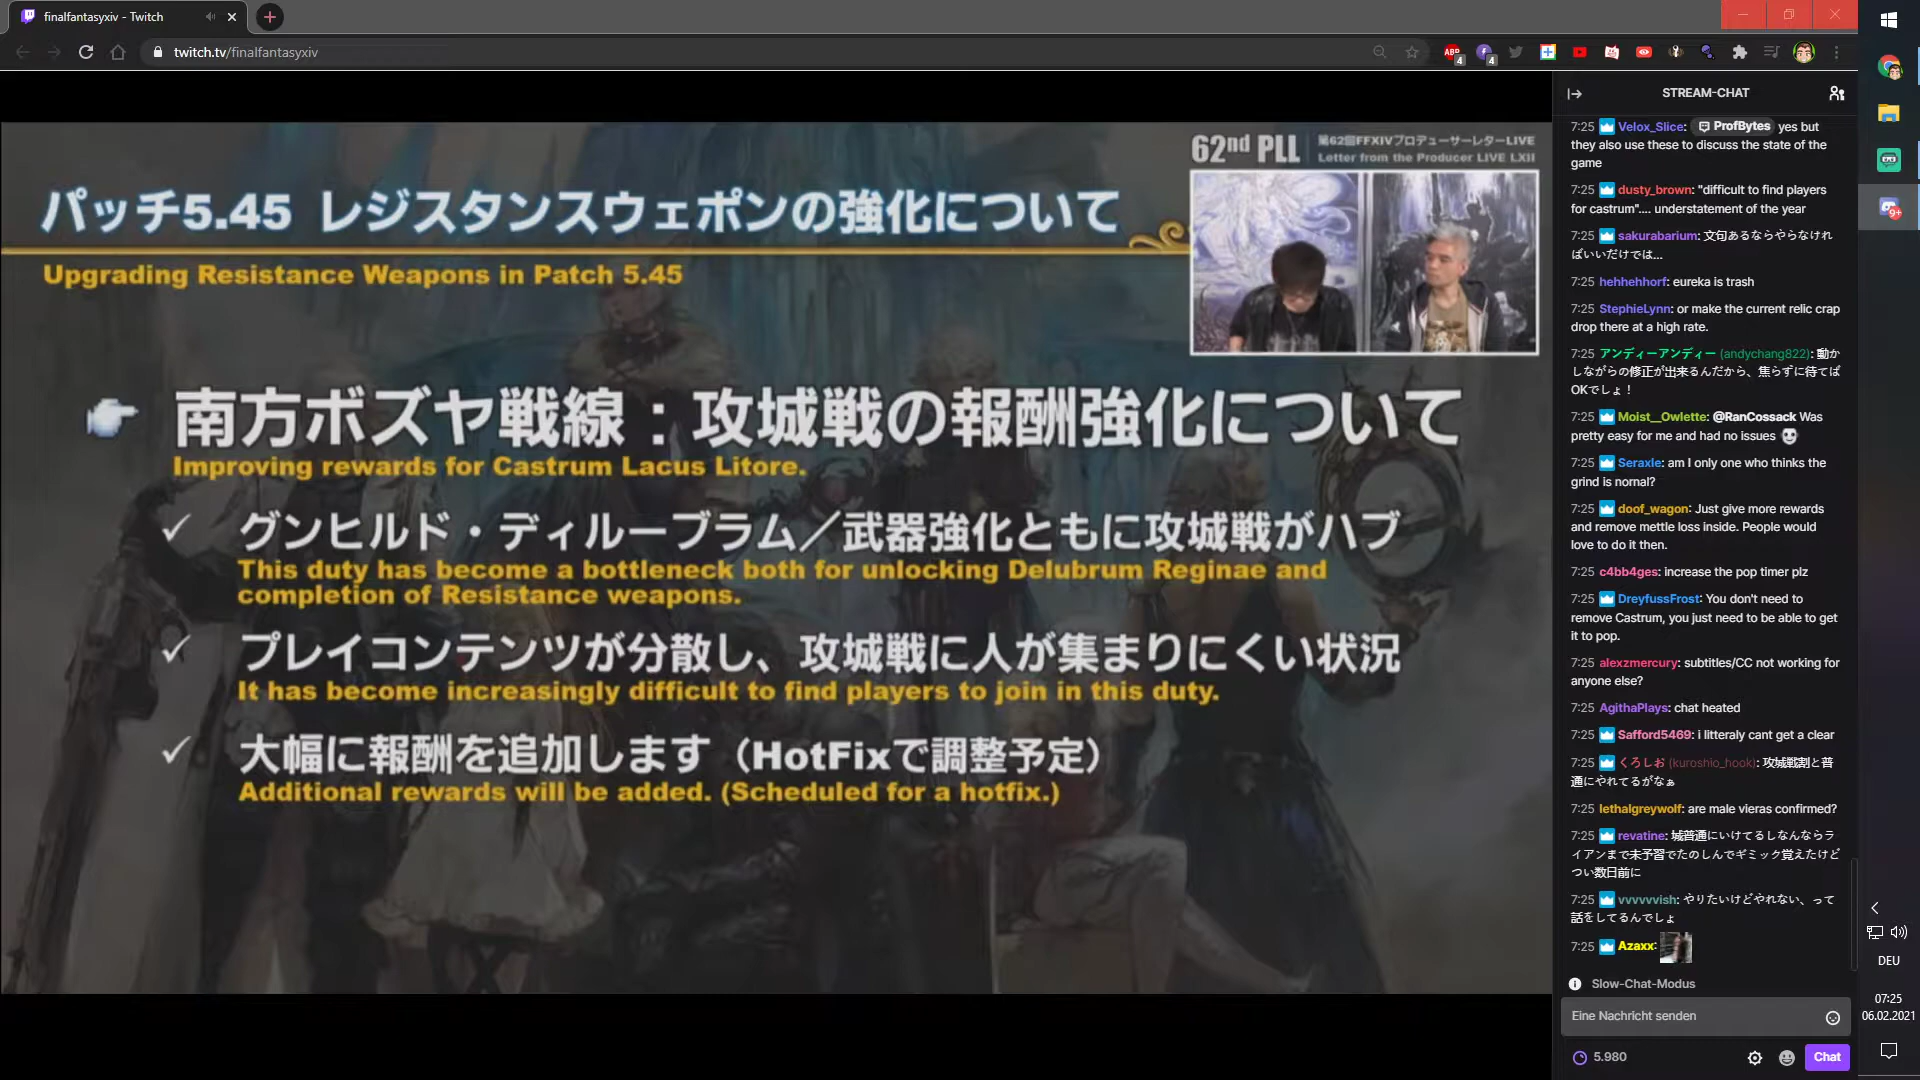 finalfantasyxiv - Twitch
twitch.tv/finalfantasyxiv
4
4
62nd PLL
第62回FFXIVプロデューサーレターLIVE
Letter from the Producer LIVE LXII
パッチ5.45 レジスタンスウェポンの強化について
Upgrading Resistance Weapons in Patch 5.45
南方ボズヤ戦線：攻城戦の報酬強化について
Improving rewards for Castrum Lacus Litore.
✓ グンヒルド・ディルーブラム／武器強化ともに攻城戦がハブ
This duty has become a bottleneck both for unlocking Delubrum Reginae and
completion of Resistance weapons.
✓ プレイコンテンツが分散し、攻城戦に人が集まりにくい状況
It has become increasingly difficult to find players to join in this duty.
✓ 大幅に報酬を追加します（HotFixで調整予定）
Additional rewards will be added. (Scheduled for a hotfix.)
STREAM-CHAT
7:25 Velox_Slice: ProfBytes yes but
they also use these to discuss the state of the
game
7:25 dusty_brown: "difficult to find players
for castrum".... understatement of the year
7:25 sakurabarium: 文句あるならやらなけれ
ばいいだけでは...
7:25 hehhehhorf: eureka is trash
7:25 StephieLynn: or make the current relic crap
drop there at a high rate.
7:25 アンディーアンディー (andychang822): 動か
しながらの修正が出来るんだから、焦らずに待てば
OKでしょ！
7:25 Moist__Owlette: @RanCossack Was
pretty easy for me and had no issues
7:25 Seraxle: am I only one who thinks the
grind is nornal?
7:25 doof_wagon: Just give more rewards
and remove mettle loss inside. People would
love to do it then.
7:25 c4bb4ges: increase the pop timer plz
7:25 DreyfussFrost: You don't need to
remove Castrum, you just need to be able to get
it to pop.
7:25 alexzmercury: subtitles/CC not working for
anyone else?
7:25 AgithaPlays: chat heated
7:25 Safford5469: i litteraly cant get a clear
7:25 くろしお (kuroshio_hook): 攻城戦割と普
通にやれてるがなぁ
7:25 lethalgreywolf: are male vieras confirmed?
7:25 revatine: 城普通にいけてるしなんならラ
イアンまで未予習でたのしんでギミック覚えたけど
つい数日前に
7:25 vvvvvvish: やりたいけどやれない、って
話をしてるんでしょ
7:25 Azaxx:
Slow-Chat-Modus
Eine Nachricht senden
5.980
Chat
9+
DEU
07:25
06.02.2021